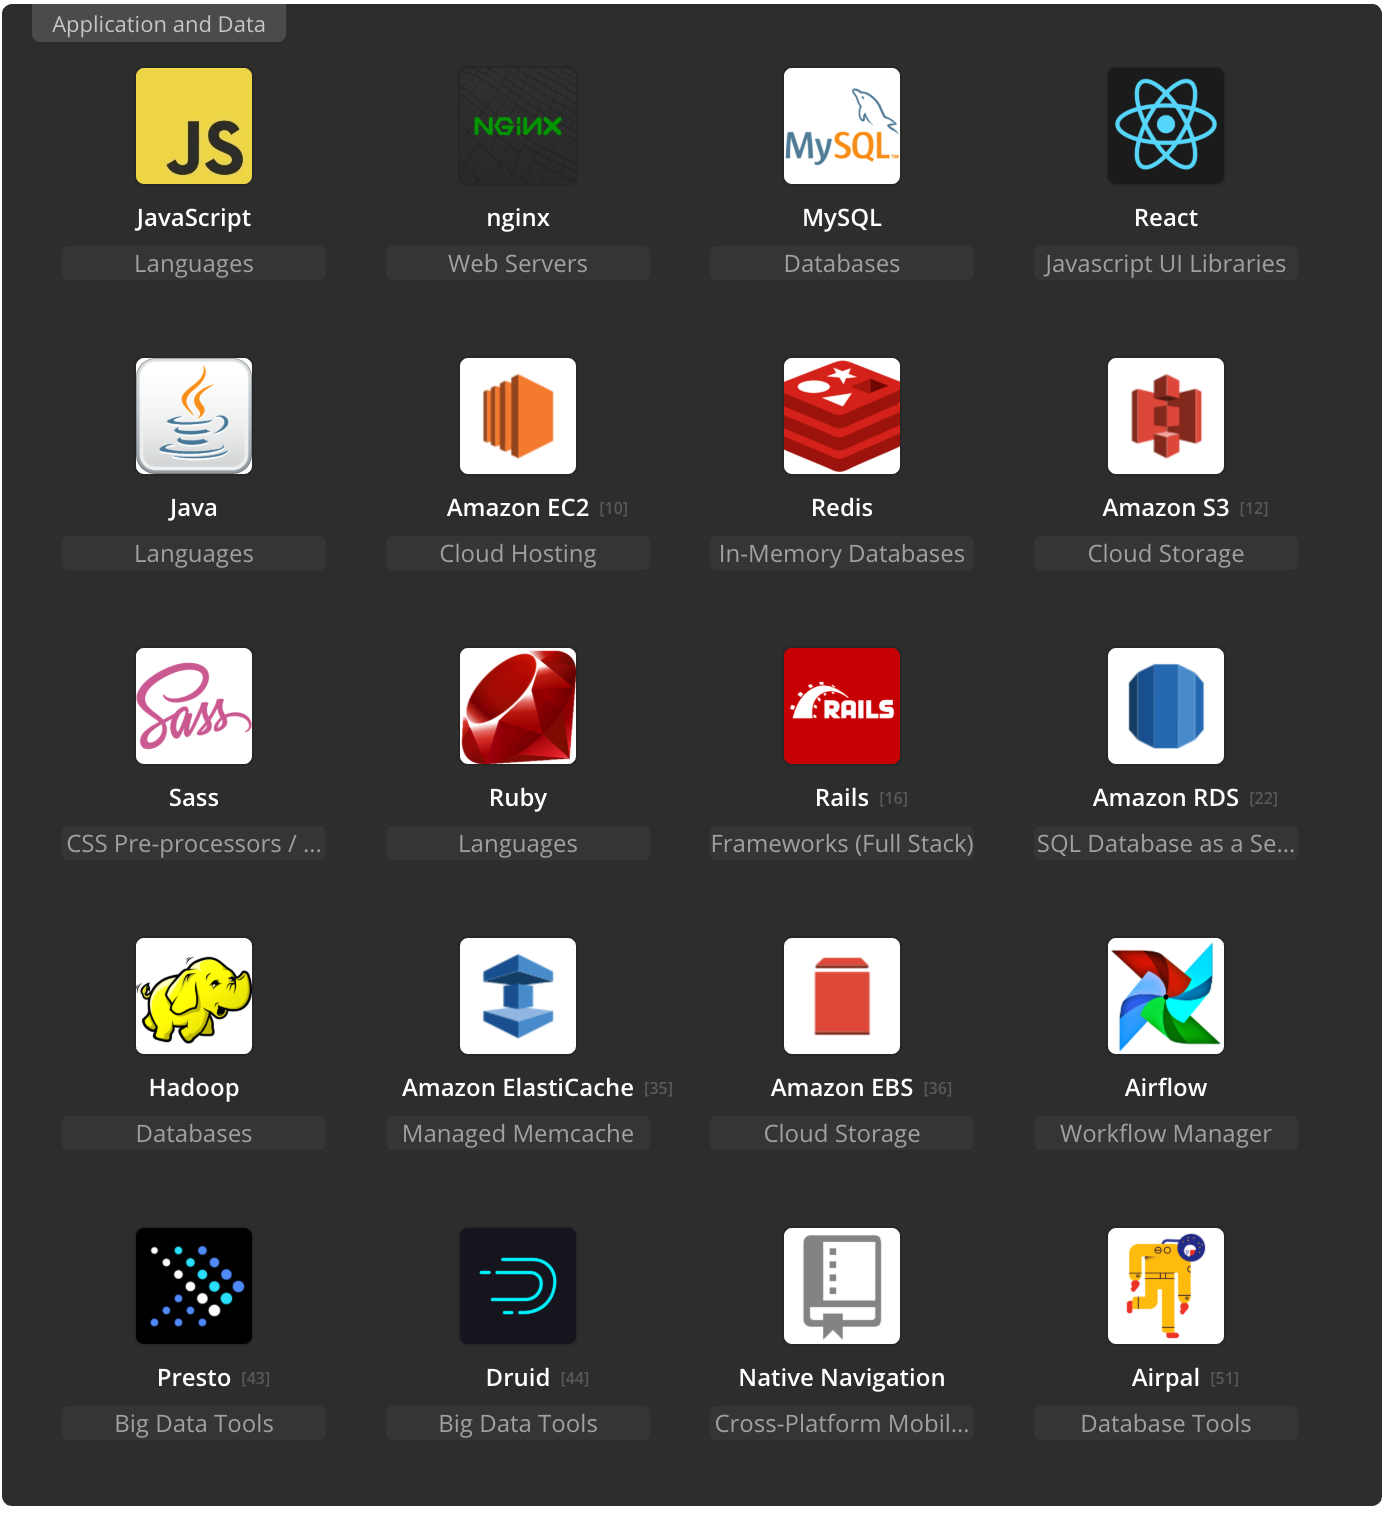 Application and Data
JS
NGINX
MySQL™
JavaScript
nginx
MySQL
React
Languages
Web Servers
Databases
Javascript UI Libraries
Java
Amazon EC2 [10]
Redis
Amazon S3 [12]
Languages
Cloud Hosting
In-Memory Databases
Cloud Storage
Sass
RAILS
Sass
Ruby
Rails [16]
Amazon RDS [22]
CSS Pre-processors / ...
Languages
Frameworks (Full Stack)
SQL Database as a Se...
Hadoop
Amazon ElastiCache [35]
Amazon EBS [36]
Airflow
Databases
Managed Memcache
Cloud Storage
Workflow Manager
Presto [43]
Druid [44]
Native Navigation
Airpal [51]
Big Data Tools
Big Data Tools
Cross-Platform Mobil...
Database Tools